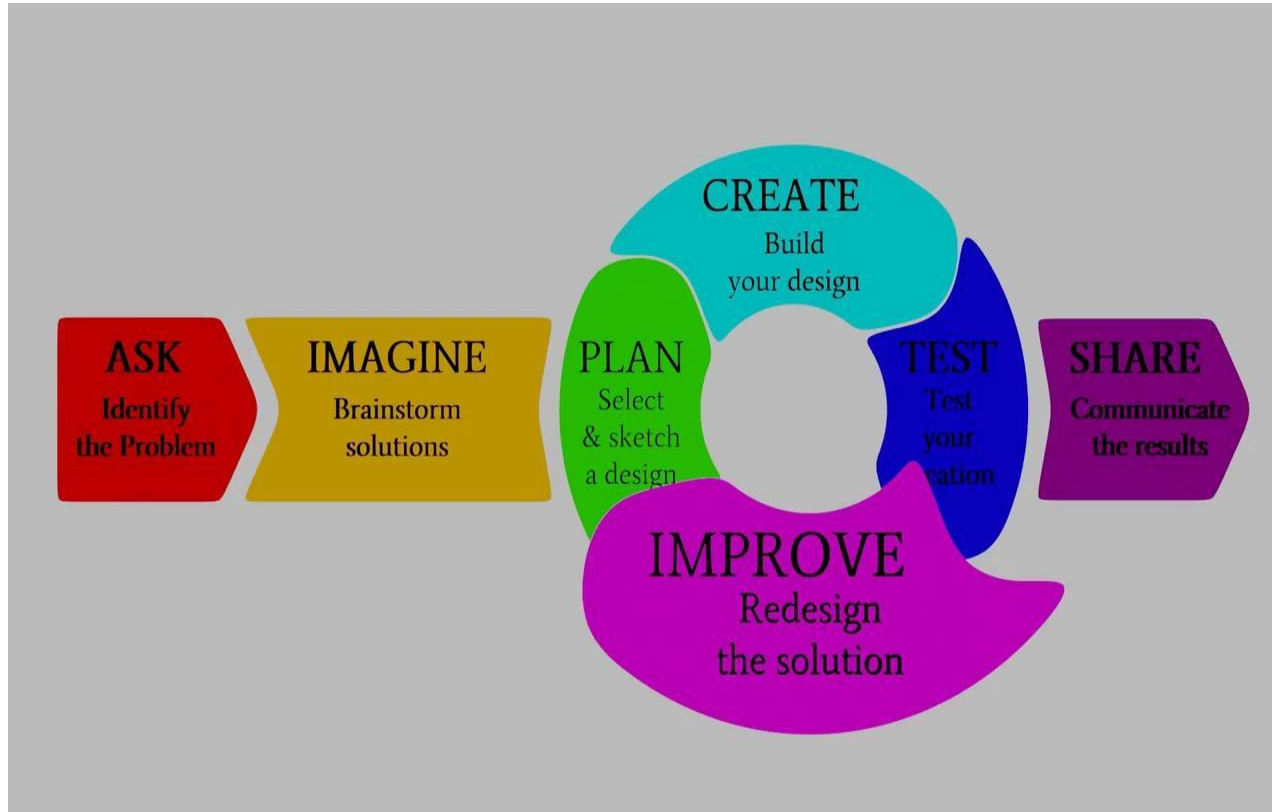 ASK
Identify
the Problem
IMAGINE
Brainstorm
solutions
PLAN
Select
& sketch
a design
CREATE
Build
your design
TEST
Test
your
IMPROVE
Redesign
the solution
SHARE
Communicate
the results